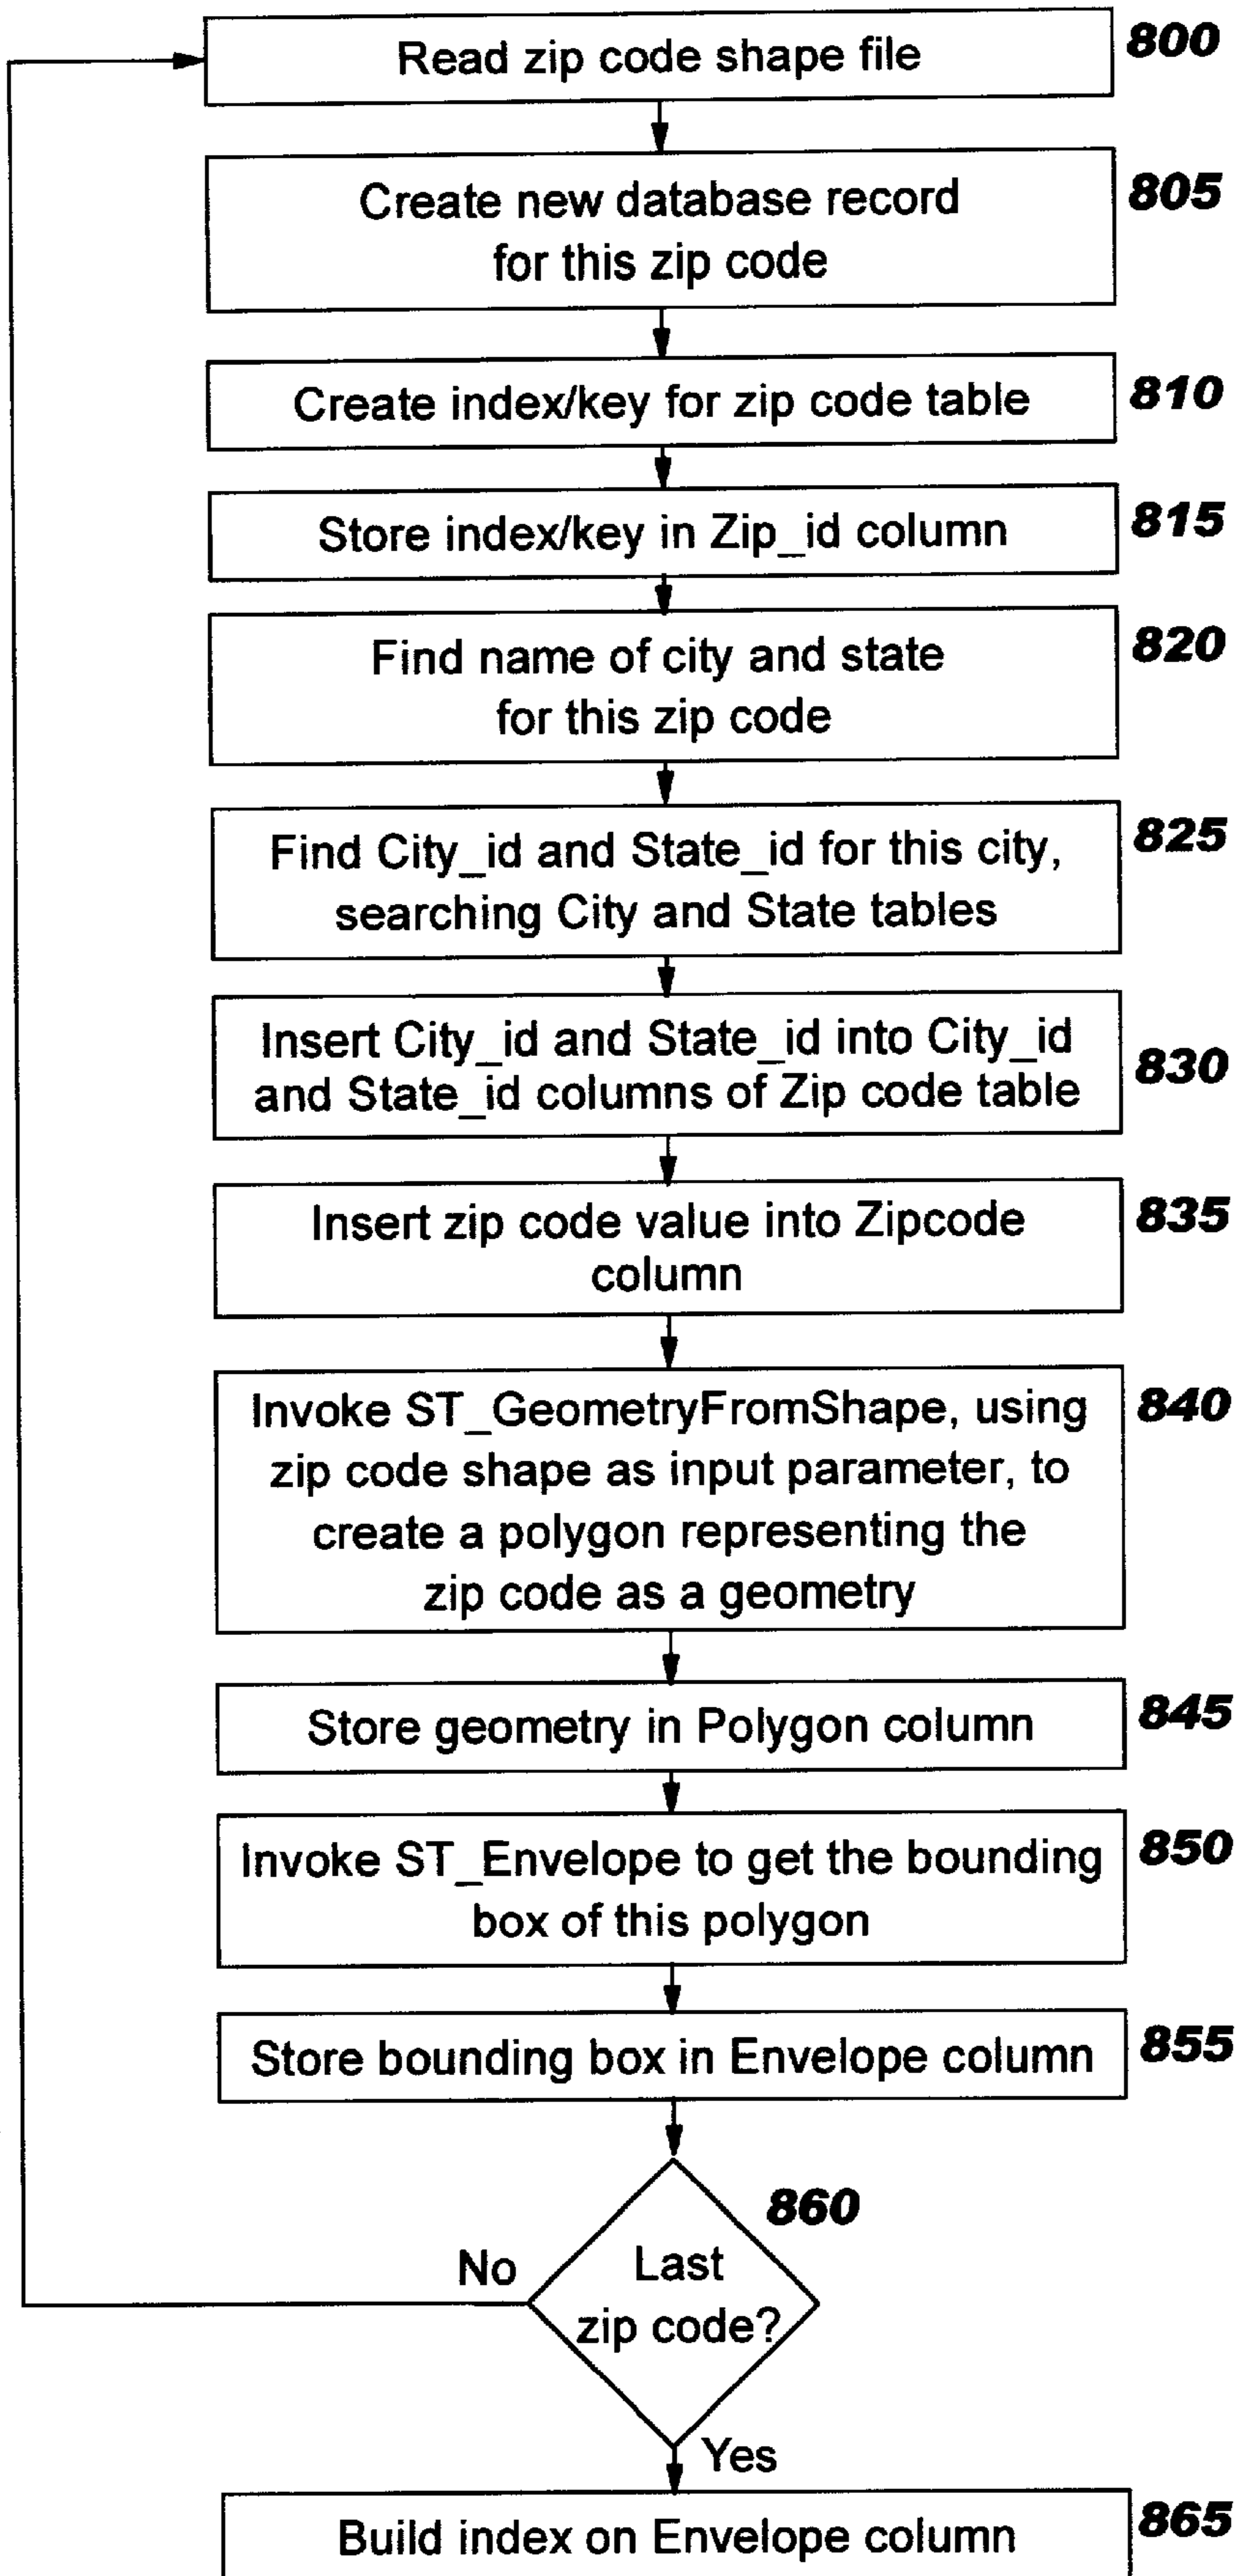 Read zip code shape file
800
Create new database record
for this zip code
805
Create index/key for zip code table
810
Store index/key in Zip_id column
815
Find name of city and state
for this zip code
820
Find City_id and State_id for this city,
searching City and State tables
825
Insert City_id and State_id into City_id
and State_id columns of Zip code table
830
Insert zip code value into Zipcode
column
835
Invoke ST_GeometryFromShape, using
zip code shape as input parameter, to
create a polygon representing the
zip code as a geometry
840
Store geometry in Polygon column
845
Invoke ST_Envelope to get the bounding
box of this polygon
850
Store bounding box in Envelope column
855
860
No
Last
zip code?
Yes
Build index on Envelope column
865